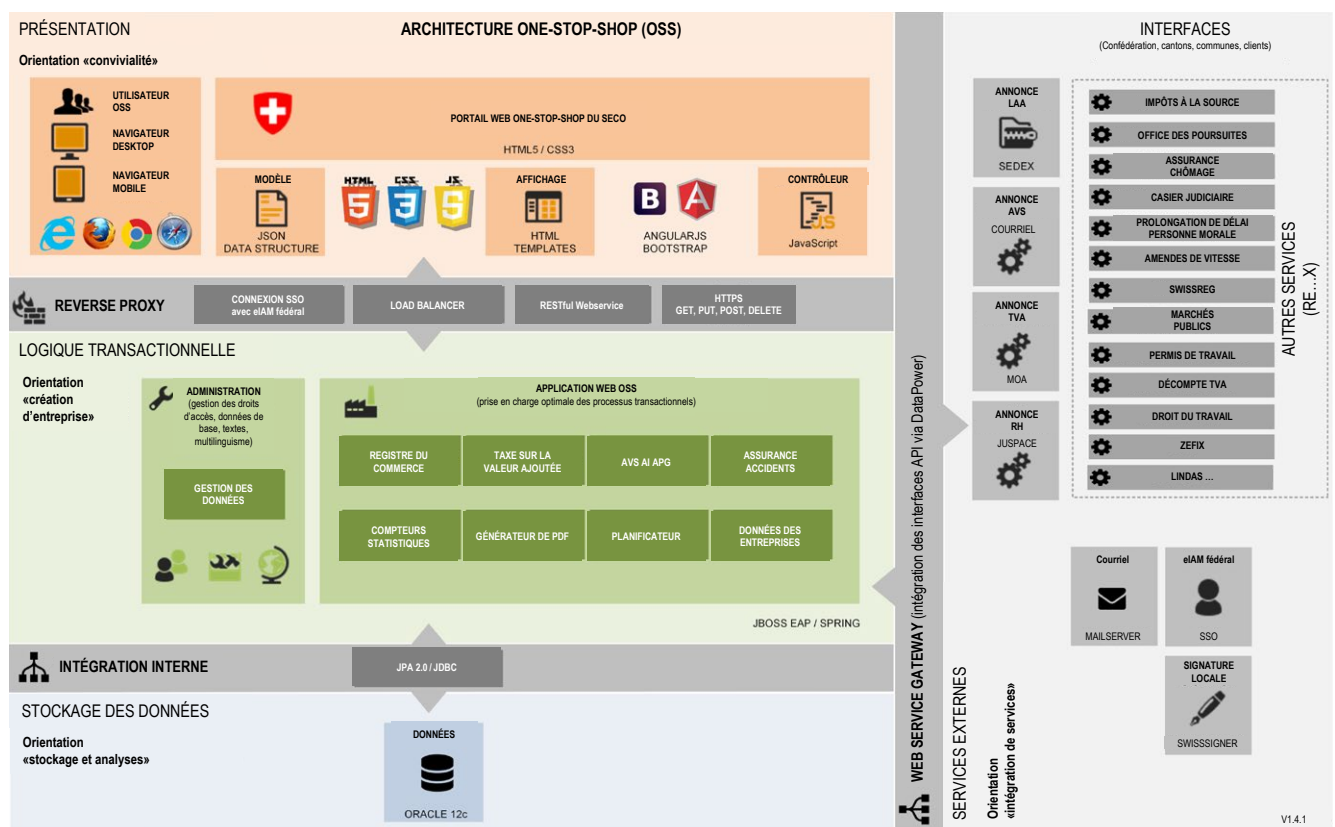 PRÉSENTATION
ARCHITECTURE ONE-STOP-SHOP (OSS)
Orientation «convivialité»
UTILISATEUR
OSS
NAVIGATEUR
DESKTOP
NAVIGATEUR
MOBILE
PORTAIL WEB ONE-STOP-SHOP DU SECO
HTML5 / CSS3
MODÈLE
JSON
DATA STRUCTURE
HTML
5
CSS
3
JS
5
AFFICHAGE
HTML
TEMPLATES
B
A
ANGULARJS
BOOTSTRAP
CONTRÔLEUR
JS
JavaScript
REVERSE PROXY
CONNEXION SSO
avec eIAM fédéral
LOAD BALANCER
RESTful Webservice
HTTPS
GET, PUT, POST, DELETE
LOGIQUE TRANSACTIONNELLE
Orientation
«création
d'entreprise»
ADMINISTRATION
(gestion des droits
d'accès, données de
base, textes,
multilinguisme)
GESTION DES
DONNÉES
APPLICATION WEB OSS
(prise en charge optimale des processus transactionnels)
REGISTRE DU
COMMERCE
TAXE SUR LA
VALEUR AJOUTÉE
AVS AI APG
ASSURANCE
ACCIDENTS
COMPTEURS
STATISTIQUES
GÉNÉRATEUR DE PDF
PLANIFICATEUR
DONNÉES DES
ENTREPRISES
JBOSS EAP / SPRING
INTÉGRATION INTERNE
JPA 2.0 / JDBC
STOCKAGE DES DONNÉES
Orientation
«stockage et analyses»
DONNÉES
ORACLE 12c
WEB SERVICE GATEWAY (intégration des interfaces API via DataPower)
SERVICES EXTERNES
Orientation
«intégration de services»
INTERFACES
(Confédération, cantons, communes, clients)
ANNONCE
LAA
SEDEX
ANNONCE
AVS
COURRIEL
ANNONCE
TVA
MOA
ANNONCE
RH
JUSPACE
IMPÔTS À LA SOURCE
OFFICE DES POURSUITES
ASSURANCE
CHÔMAGE
CASIER JUDICIAIRE
PROLONGATION DE DÉLAI
PERSONNE MORALE
AMENDES DE VITESSE
SWISSREG
MARCHÉS
PUBLICS
PERMIS DE TRAVAIL
DÉCOMPTE TVA
DROIT DU TRAVAIL
ZEFIX
LINDAS ...
AUTRES SERVICES
(RE…X)
Courriel
MAILSERVER
eIAM fédéral
SSO
SIGNATURE
LOCALE
SWISSSIGNER
V1.4.1